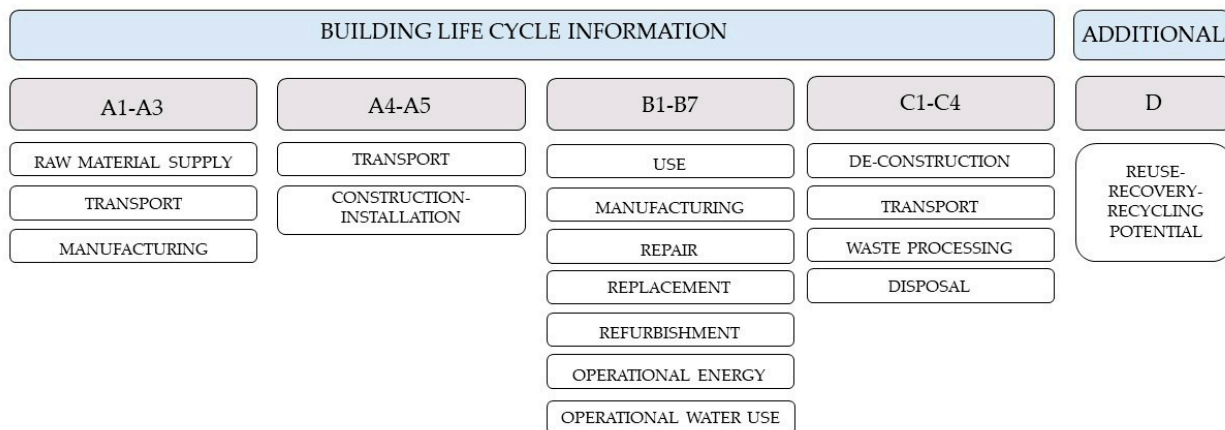 BUILDING LIFE CYCLE INFORMATION
ADDITIONAL
A1-A3
A4-A5
B1-B7
C1-C4
D
RAW MATERIAL SUPPLY
TRANSPORT
MANUFACTURING
TRANSPORT
CONSTRUCTION-
INSTALLATION
USE
MANUFACTURING
REPAIR
REPLACEMENT
REFURBISHMENT
OPERATIONAL ENERGY
OPERATIONAL WATER USE
DE-CONSTRUCTION
TRANSPORT
WASTE PROCESSING
DISPOSAL
REUSE-
RECOVERY-
RECYCLING
POTENTIAL